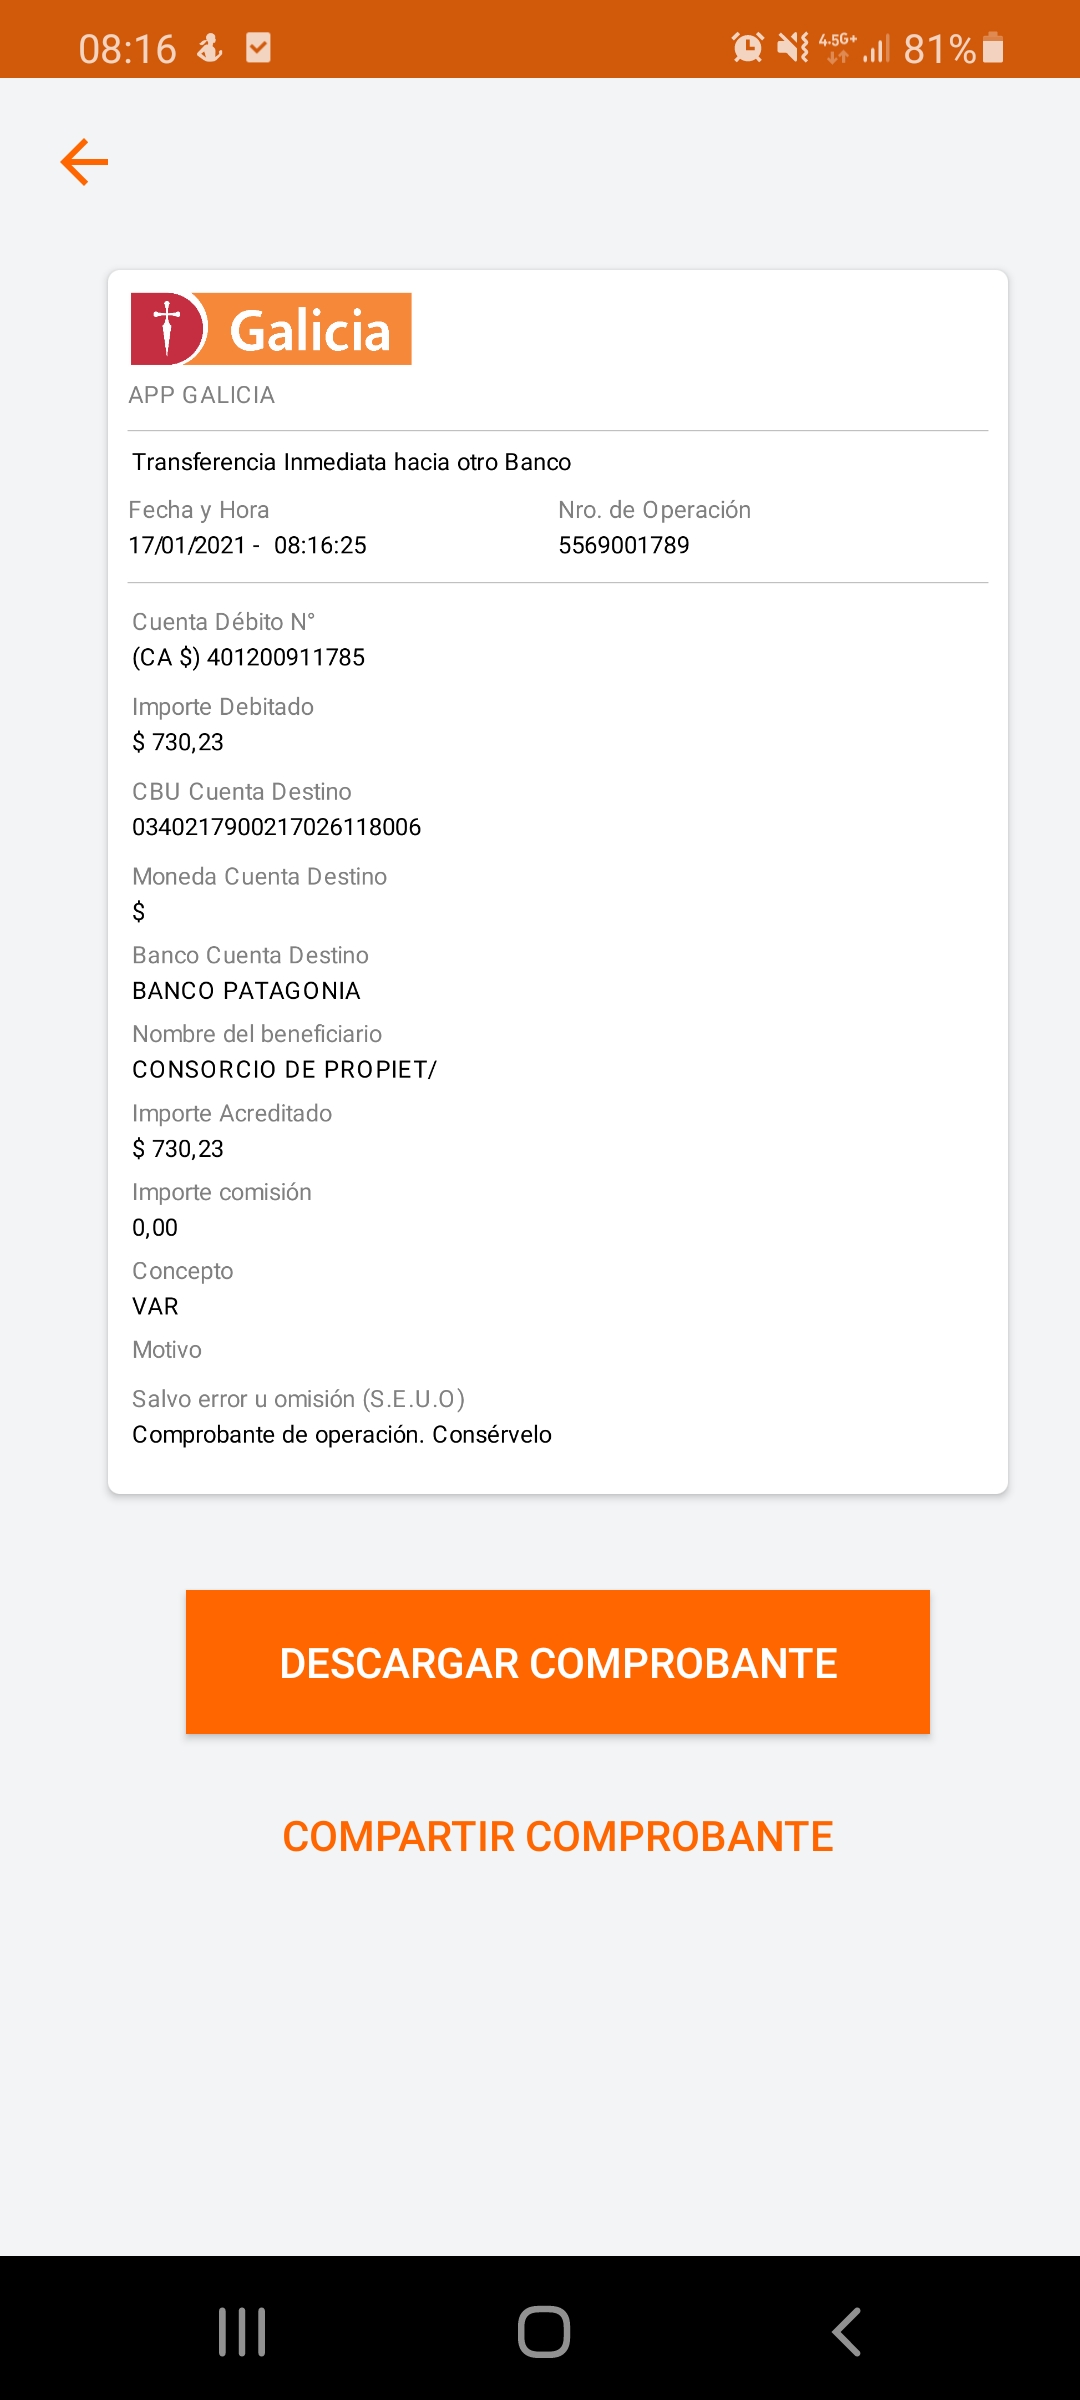 08:16
4.5G+ 81%
Galicia
APP GALICIA
Transferencia Inmediata hacia otro Banco
Fecha y Hora
17/01/2021 - 08:16:25
Nro. de Operación
5569001789
Cuenta Débito N°
(CA $) 401200911785
Importe Debitado
$ 730,23
CBU Cuenta Destino
0340217900217026118006
Moneda Cuenta Destino
$
Banco Cuenta Destino
BANCO PATAGONIA
Nombre del beneficiario
CONSORCIO DE PROPIET/
Importe Acreditado
$ 730,23
Importe comisión
0,00
Concepto
VAR
Motivo
Salvo error u omisión (S.E.U.O)
Comprobante de operación. Consérvelo
DESCARGAR COMPROBANTE
COMPARTIR COMPROBANTE